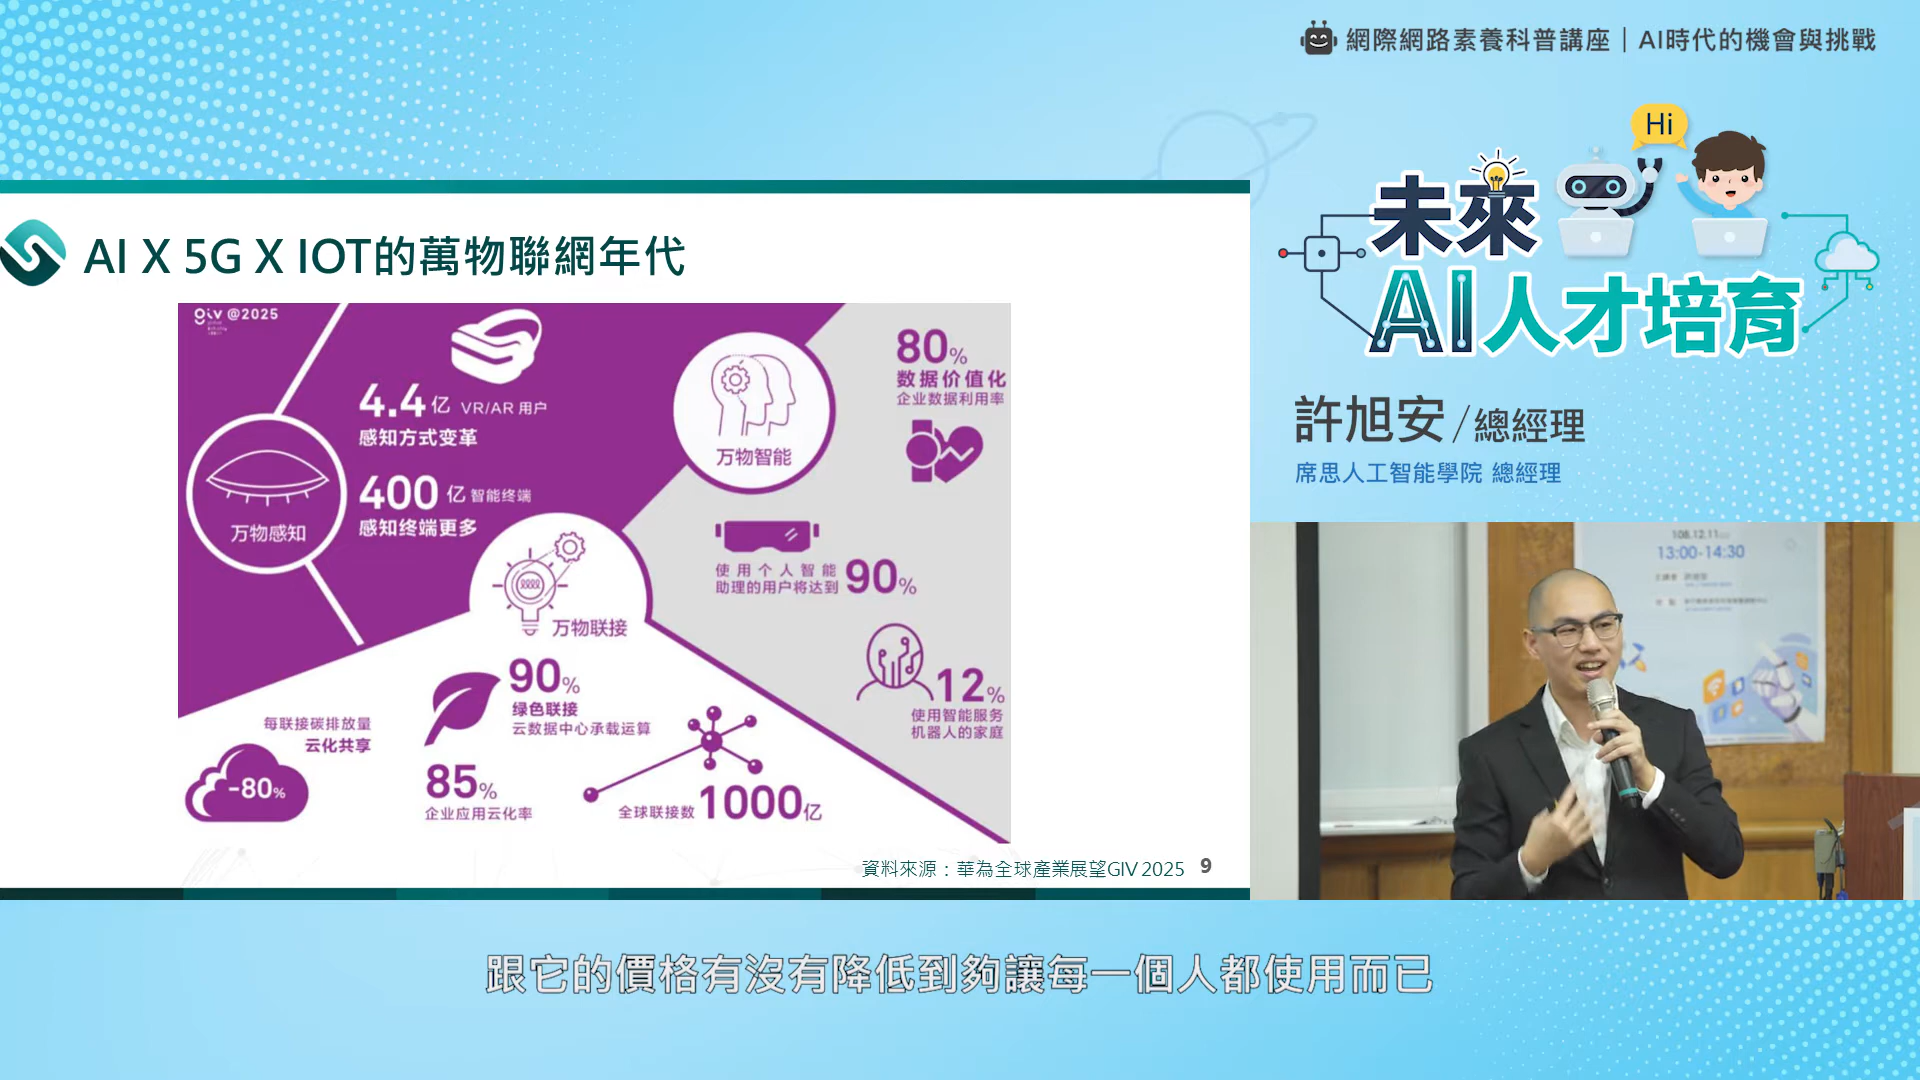 網際網路素養科普講座｜AI時代的機會與挑戰
Hi
未來
AI人才培育
許旭安/總經理
席思人工智能學院 總經理
AI X 5G X IOT的萬物聯網年代
giv @2025
4.4亿 VR/AR 用户
感知方式变革
400亿 智能终端
感知终端更多
万物感知
万物智能
80%
数据价值化
企业数据利用率
使用个人智能
助理的用户将达到 90%
12%
使用智能服务
机器人的家庭
万物联接
90%
绿色联接
云数据中心承载运算
每联接碳排放量
云化共享
-80%
85%
企业应用云化率
全球联接数 1000亿
資料來源：華為全球產業展望GIV 2025
9
108.12.11
13:00-14:30
跟它的價格有沒有降低到夠讓每一個人都使用而已